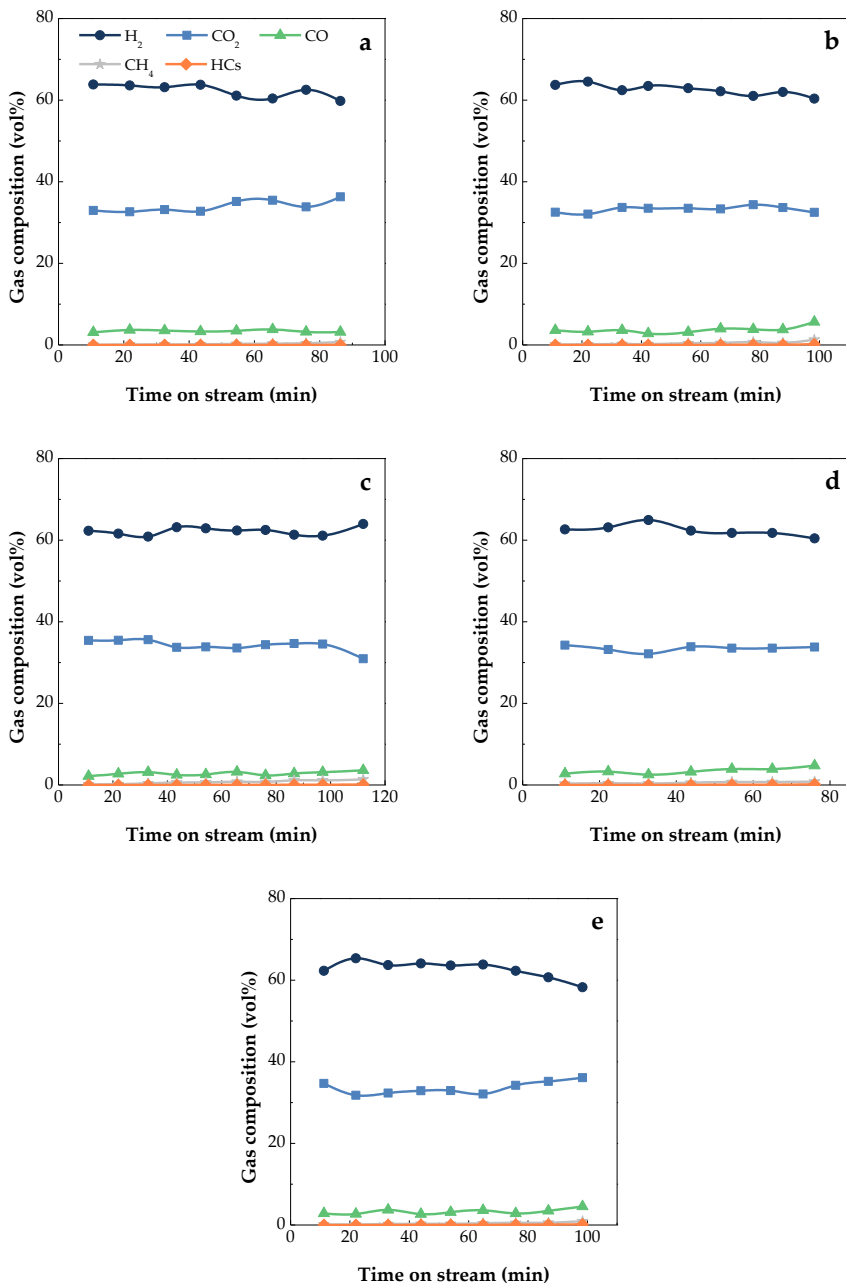 80
60
40
20
0
H₂ CO₂ CO
CH₄ HCs
a
0 20 40 60 80 100
Gas composition (vol%)
Time on stream (min)
80
60
40
20
0
b
0 20 40 60 80 100
Gas composition (vol%)
Time on stream (min)
80
60
40
20
0
c
0 20 40 60 80 100 120
Gas composition (vol%)
Time on stream (min)
80
60
40
20
0
d
0 20 40 60 80
Gas composition (vol%)
Time on stream (min)
80
60
40
20
0
e
0 20 40 60 80 100
Gas composition (vol%)
Time on stream (min)